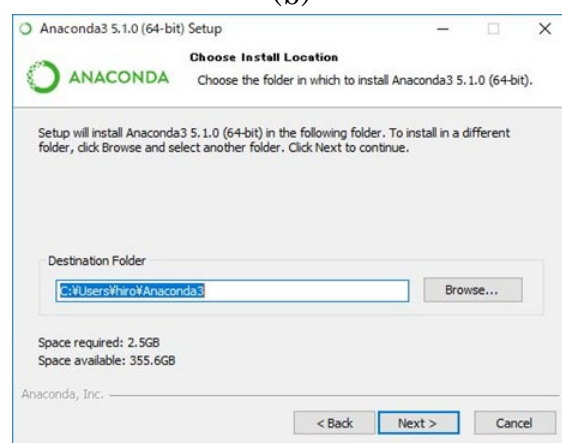 (b)
Anaconda3 5.1.0 (64-bit) Setup
Choose Install Location
ANACONDA
Choose the folder in which to install Anaconda3 5.1.0 (64-bit).
Setup will install Anaconda3 5.1.0 (64-bit) in the following folder. To install in a different
folder, click Browse and select another folder. Click Next to continue.
Destination Folder
C:¥Users¥hiro¥Anaconda3
Browse...
Space required: 2.5GB
Space available: 355.6GB
Anaconda, Inc.
< Back
Next >
Cancel